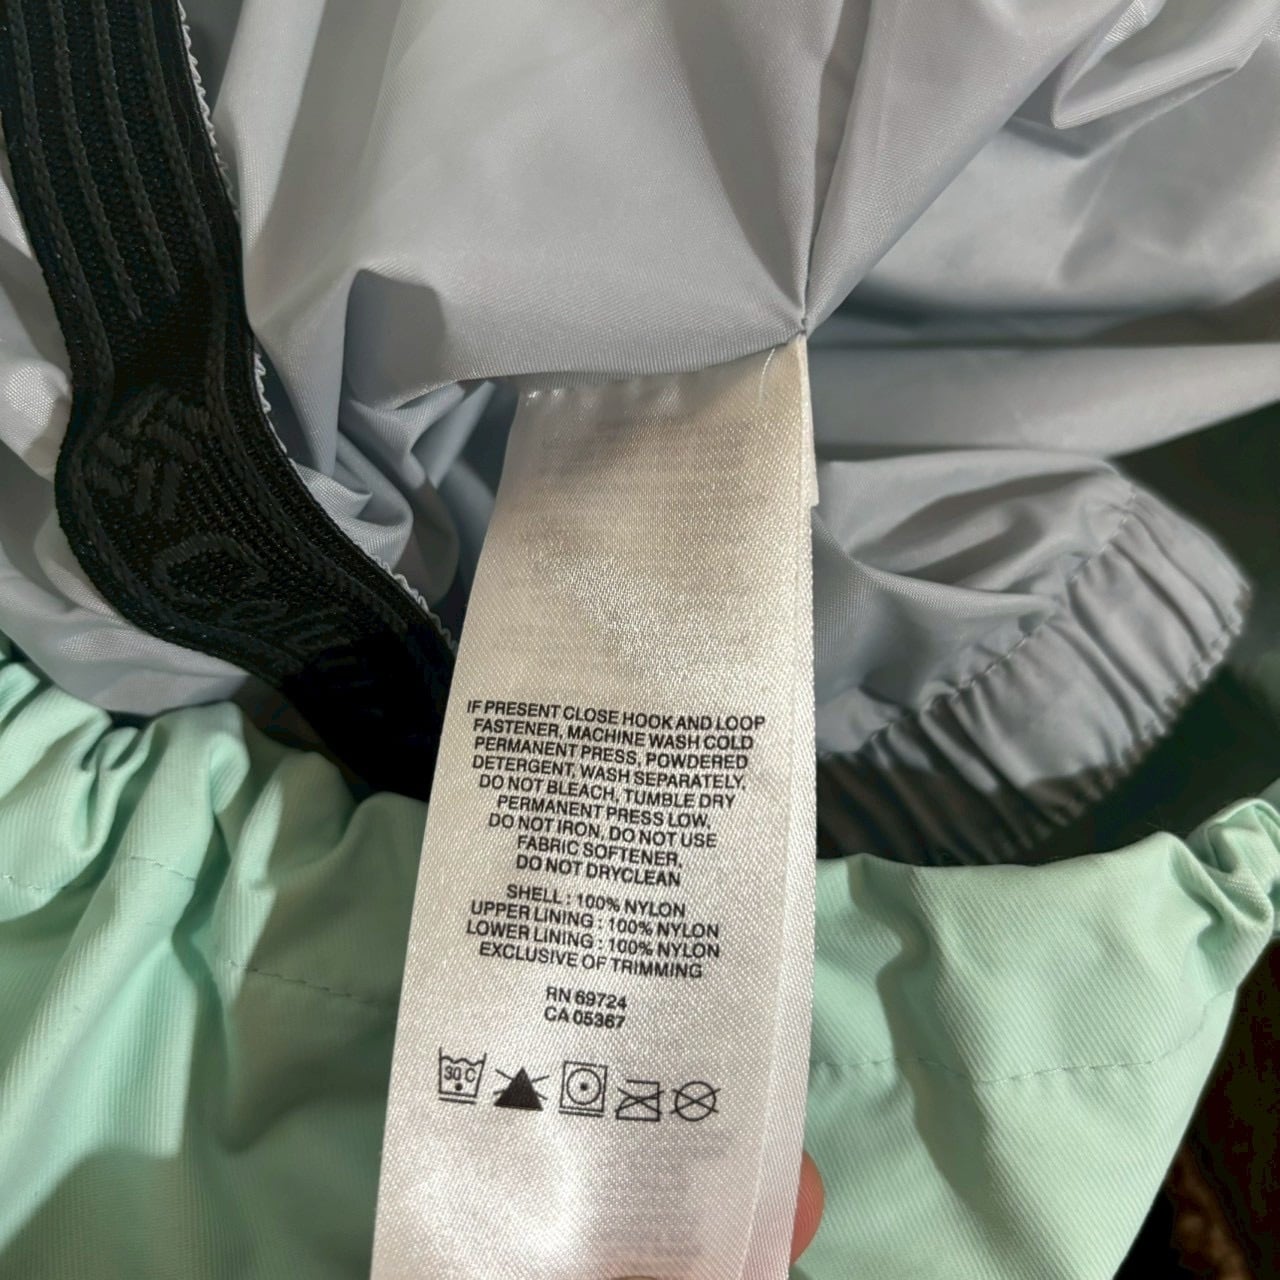 IF PRESENT CLOSE HOOK AND LOOP
FASTENER, MACHINE WASH COLD
PERMANENT PRESS, POWDERED
DETERGENT, WASH SEPARATELY,
DO NOT BLEACH, TUMBLE DRY
PERMANENT PRESS LOW,
DO NOT IRON, DO NOT USE
FABRIC SOFTENER,
DO NOT DRYCLEAN
SHELL : 100% NYLON
UPPER LINING : 100% NYLON
LOWER LINING : 100% NYLON
EXCLUSIVE OF TRIMMING
RN 69724
CA 05367
30 C